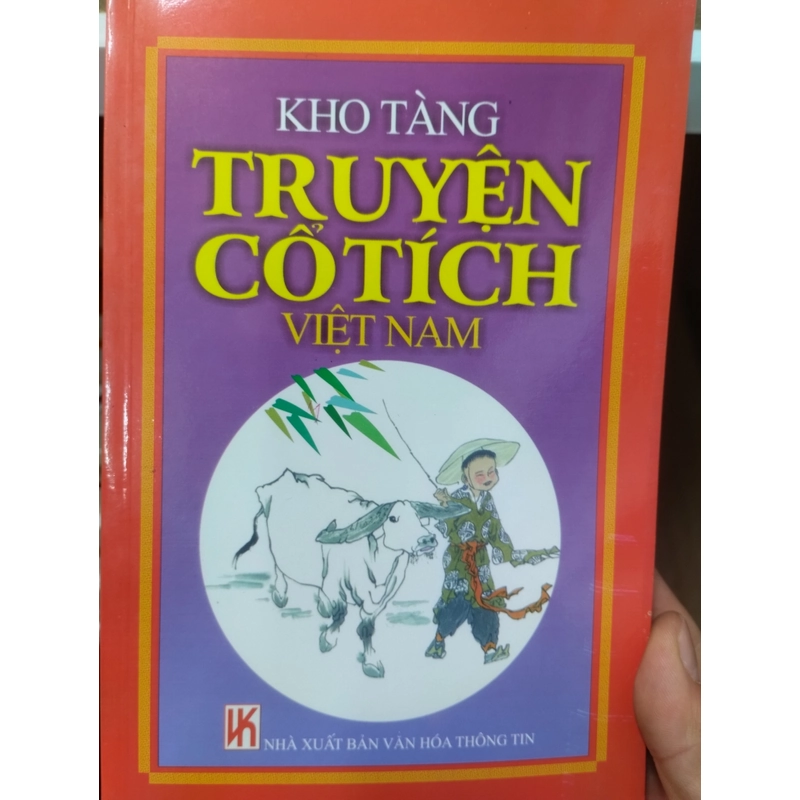 KHO TÀNG
TRUYỆN
CỔ TÍCH
VIỆT NAM
NHÀ XUẤT BẢN VĂN HÓA THÔNG TIN